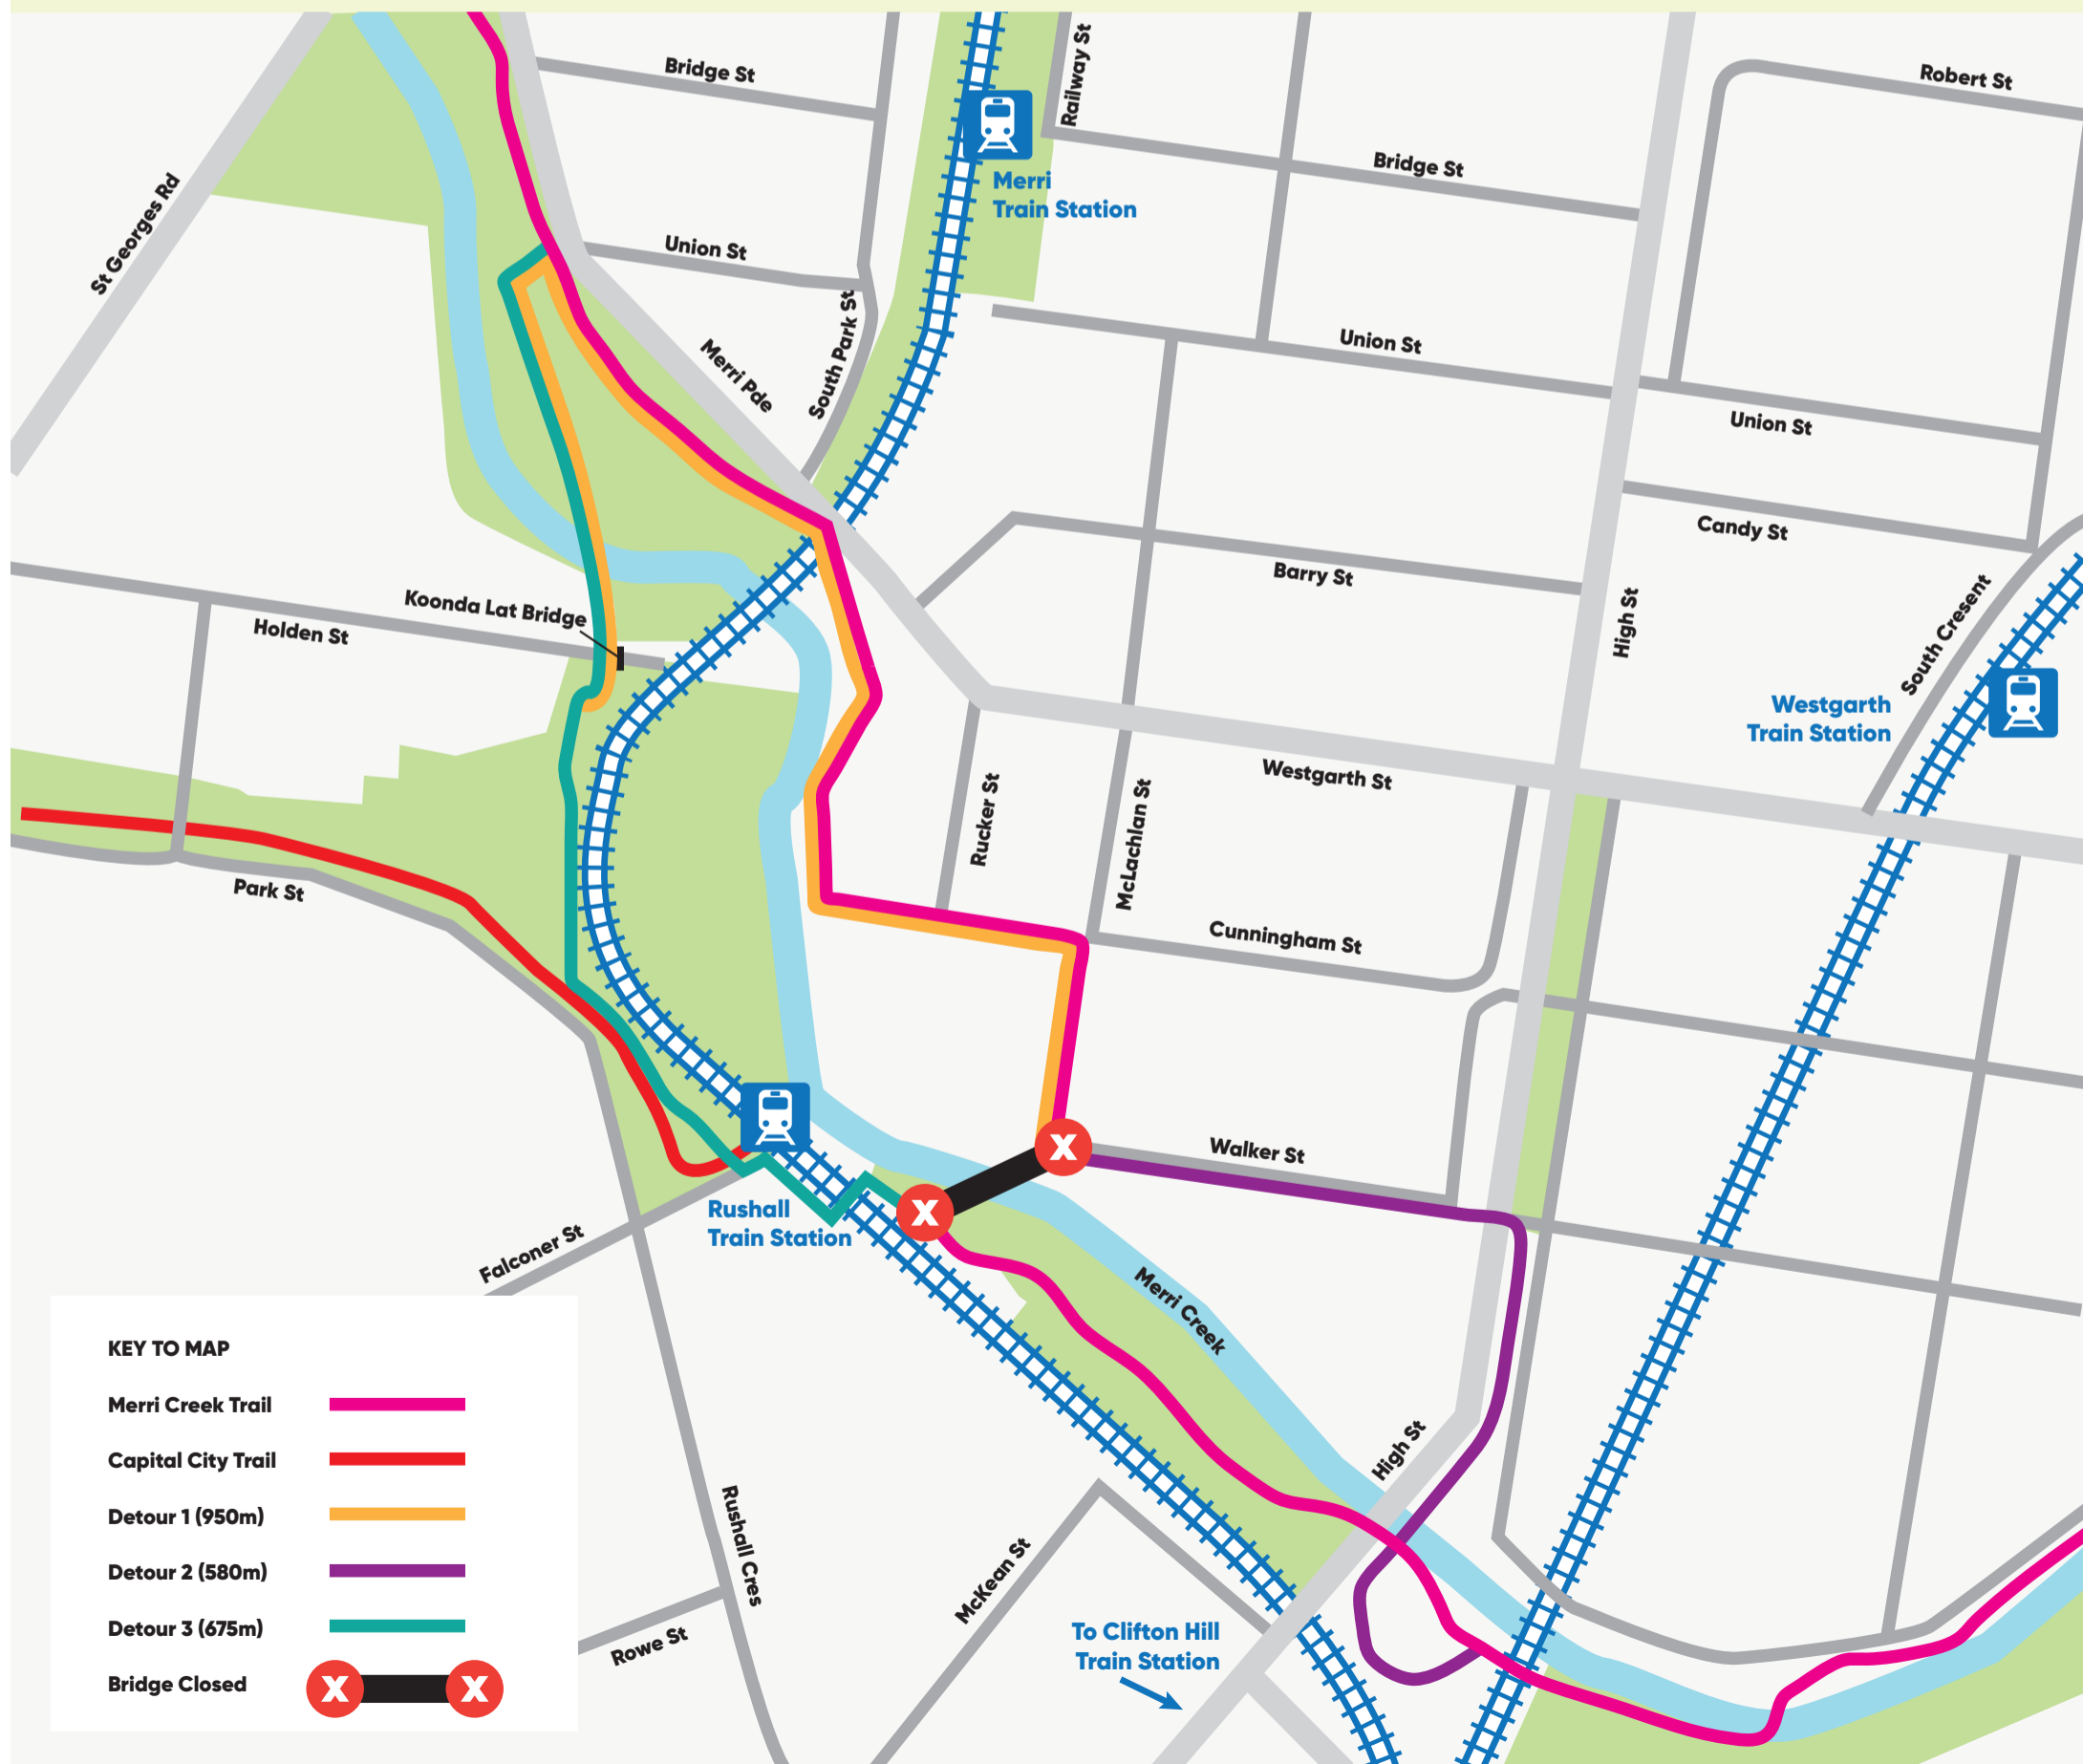 Bridge St
Railway St
Robert St
Merri
Train Station
Bridge St
St Georges Rd
Union St
Union St
South Park St
Merri Pde
Union St
Candy St
Barry St
Koonda Lat Bridge
Holden St
High St
South Cresent
Westgarth
Train Station
Westgarth St
Rucker St
McLachlan St
Park St
Cunningham St
X
Walker St
X
Rushall
Train Station
Falconer St
Merri Creek
High St
Rushall Cres
McKean St
Rowe St
To Clifton Hill
Train Station
KEY TO MAP
Merri Creek Trail
Capital City Trail
Detour 1 (950m)
Detour 2 (580m)
Detour 3 (675m)
Bridge Closed X X